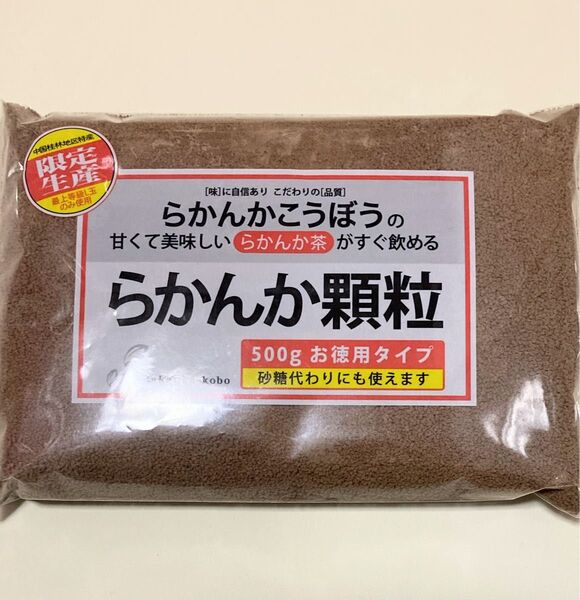 中国桂林地区特産
限定
生産
最上等級L玉
のみ使用
[味]に自信あり こだわりの[品質]
らかんかこうぼうの
甘くて美味しい らかんか茶 がすぐ飲める
らかんか顆粒
500g お徳用タイプ
kobo
砂糖代わりにも使えます